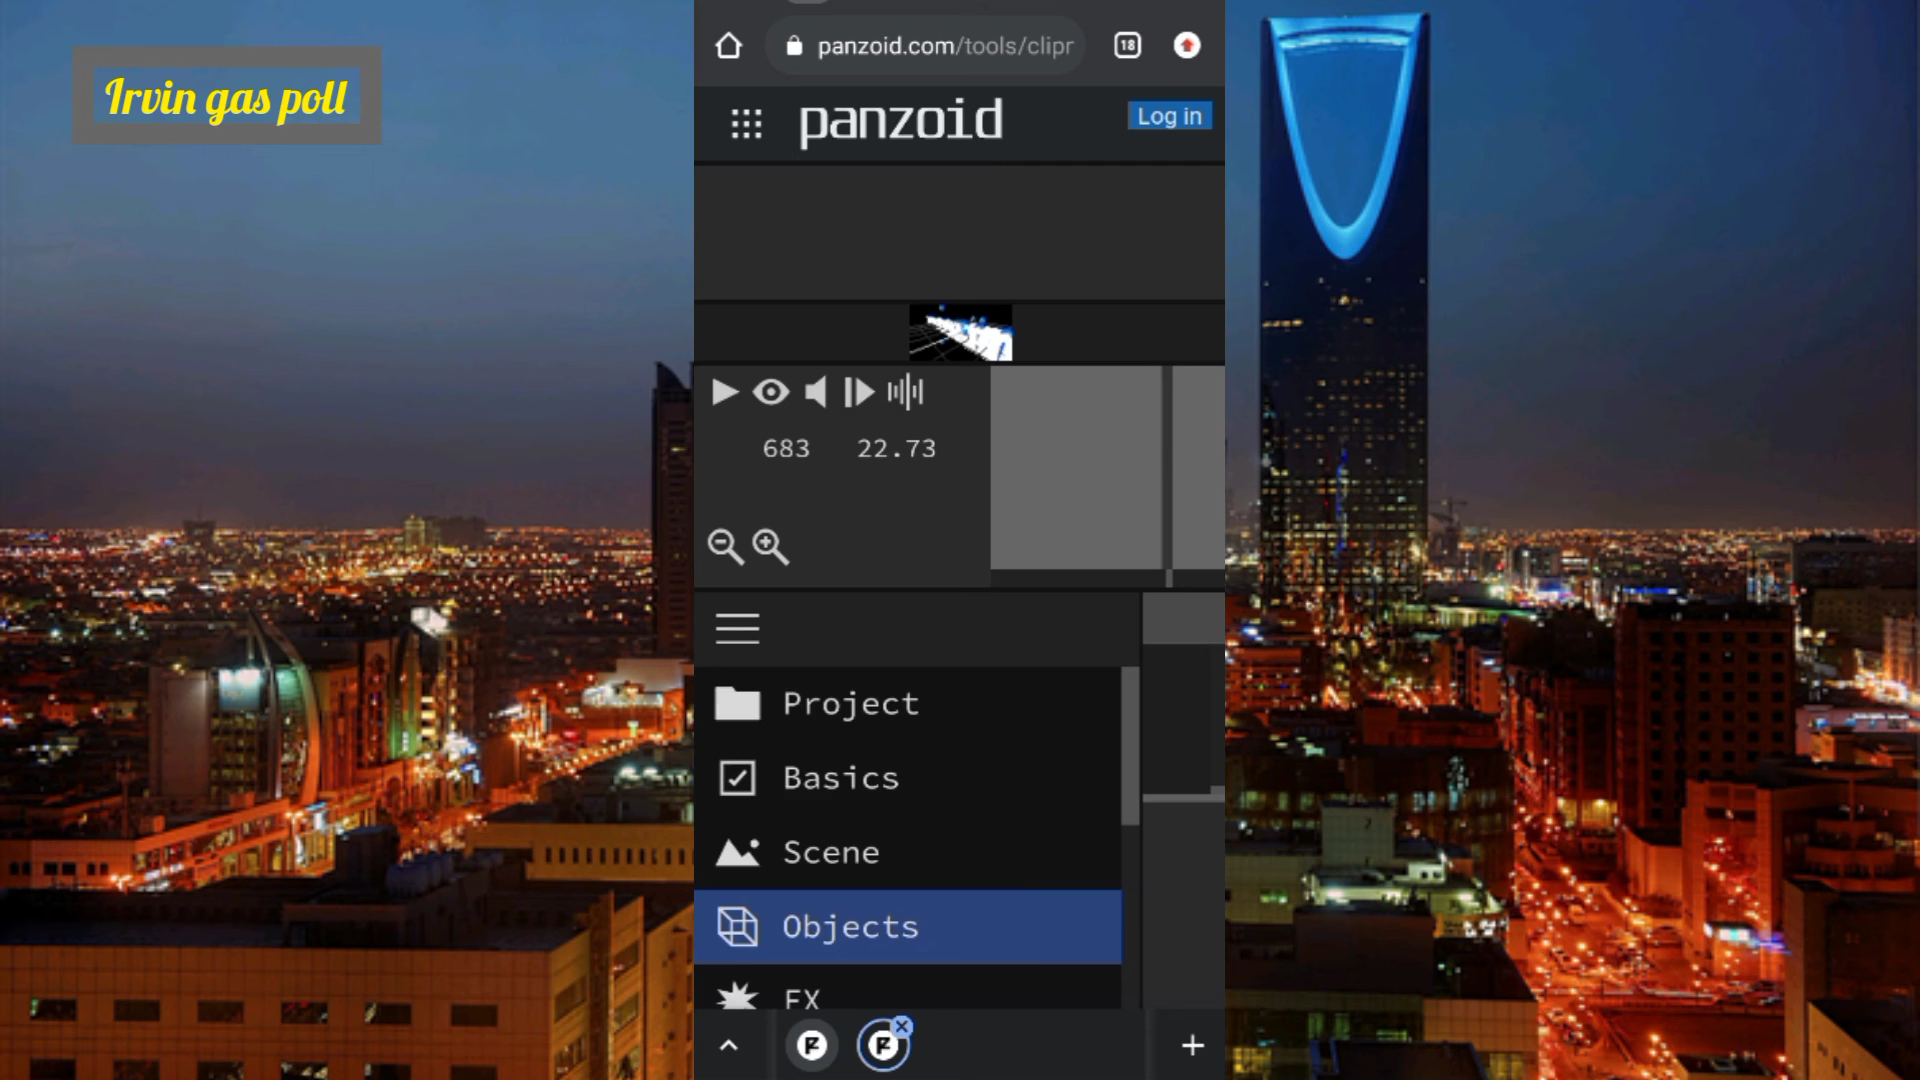 Irvin gas poll
panzoid.com/tools/clipr
18
panzoid
Log in
683 22.73
Project
Basics
Scene
Objects
FX